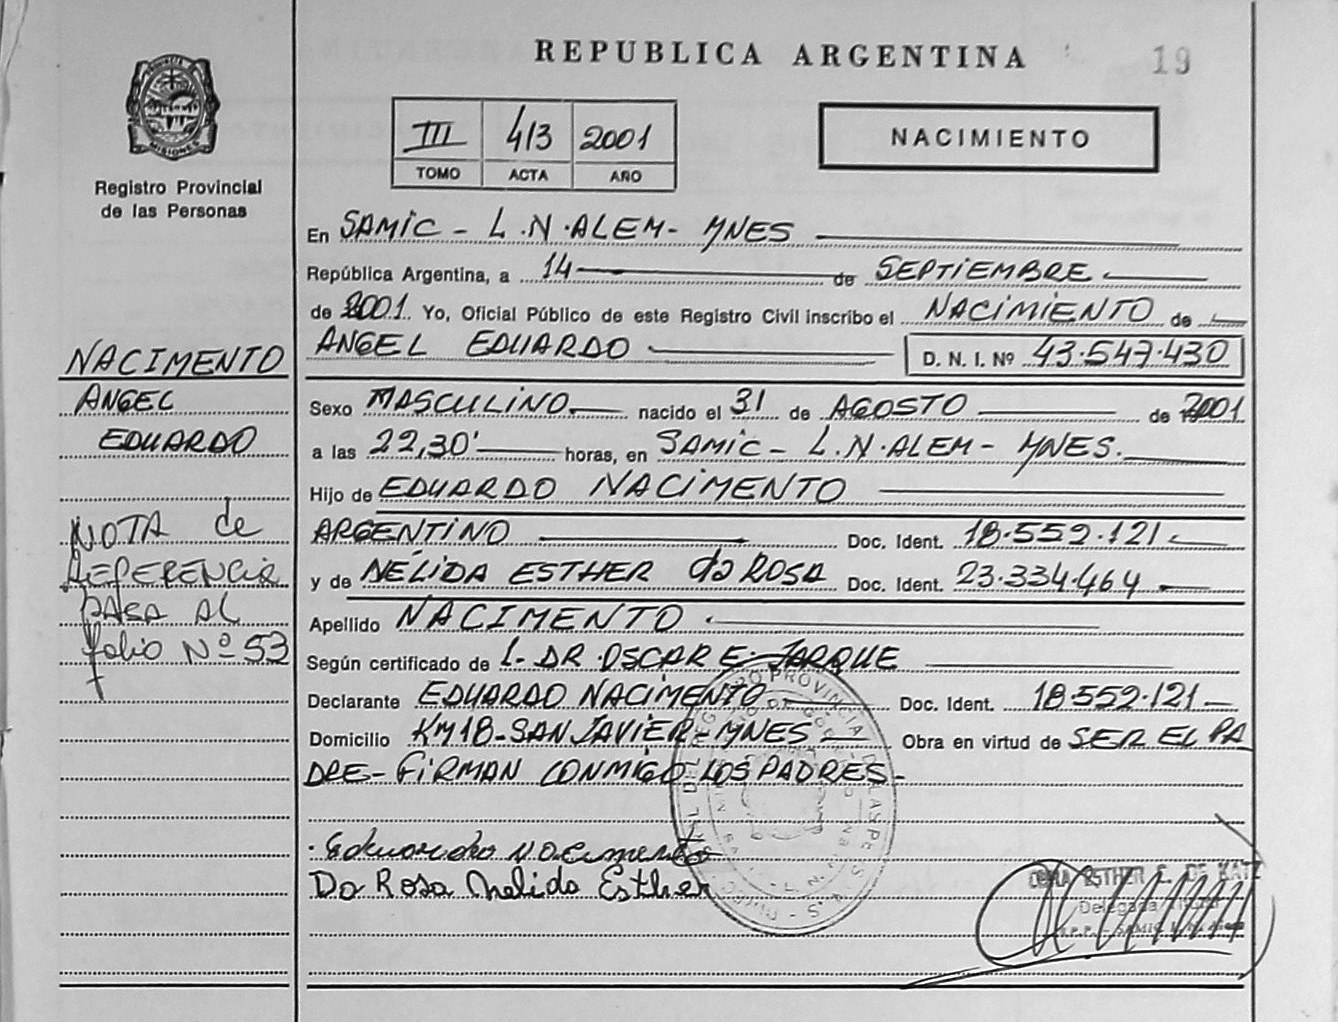 REPUBLICA ARGENTINA
19
MISIONES
Registro Provincial
de las Personas
III 413 2001
TOMO ACTA AÑO
NACIMIENTO
En SAMIC - L.N. ALEM - MNES
República Argentina, a 14 de SEPTIEMBRE
de 2001. Yo, Oficial Público de este Registro Civil inscribo el NACIMIENTO de
ANGEL EDUARDO D. N. I. Nº 43.547.430
NACIMENTO
ANGEL
EDUARDO
Sexo MASCULINO nacido el 31 de AGOSTO de 2001
a las 22,30' horas, en SAMIC - L.N. ALEM - MNES.
Hijo de EDUARDO NACIMENTO
ARGENTINO Doc. Ident. 18.552.121
y de NELIDA ESTHER da ROSA Doc. Ident. 23.334.464
Apellido NACIMENTO
Según certificado de L. DR. OSCAR E. JARQUE
Declarante EDUARDO NACIMENTO Doc. Ident. 18.552.121
Domicilio KM18 - SAN JAVIER - MNES Obra en virtud de SER EL PA
DRE - FIRMAN CONMIGO LOS PADRES -
NOTA de
REFERENCIA
PASA AL
folio Nº 53
Eduardo Nacimento
Da Rosa Nelida Esther
ESTHER E. DE KATZ
Delegada